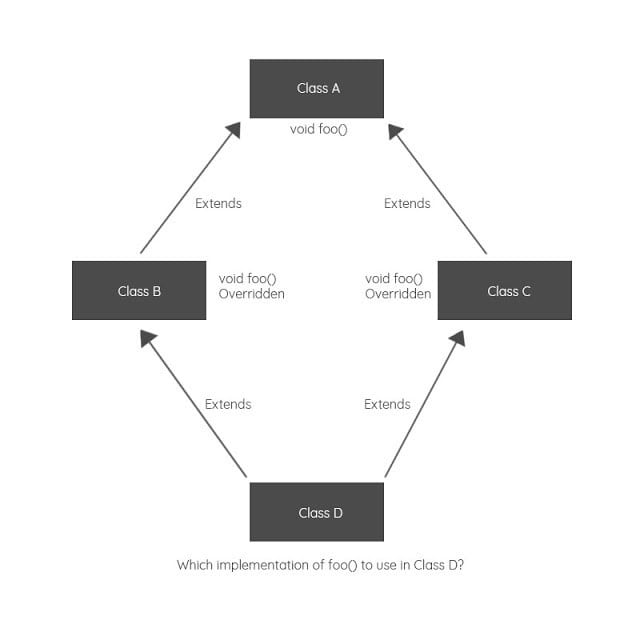 Class A
void foo()
Extends
Extends
Class B
void foo()
Overridden
void foo()
Overridden
Class C
Extends
Extends
Class D
Which implementation of foo() to use in Class D?